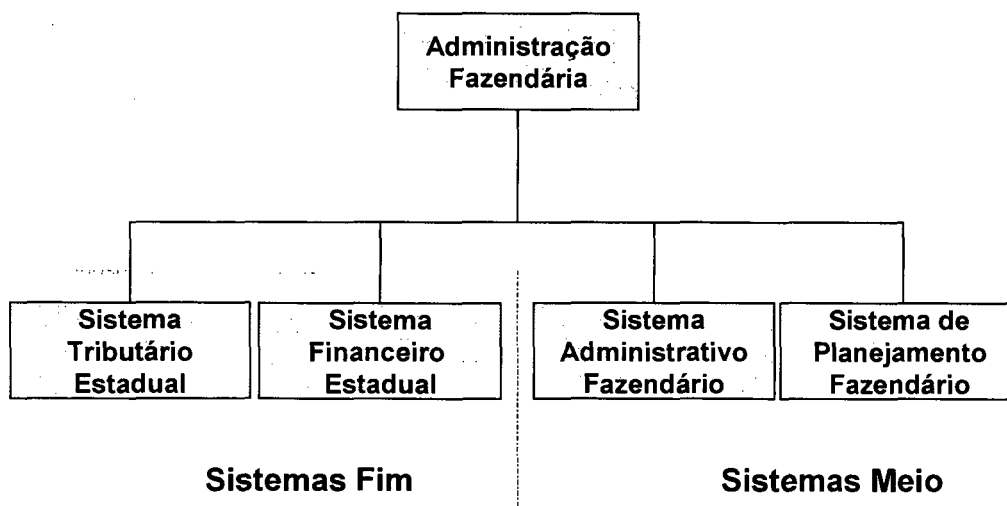 Administração
Fazendária
Sistema
Tributário
Estadual
Sistema
Financeiro
Estadual
Sistema
Administrativo
Fazendário
Sistema de
Planejamento
Fazendário
Sistemas Fim
Sistemas Meio